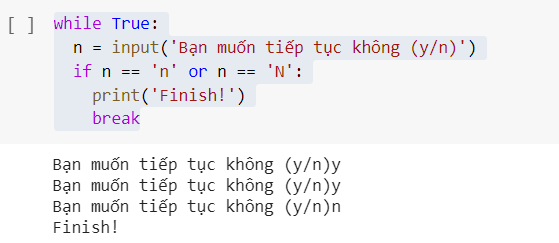 [ ] while True:
n = input('Bạn muốn tiếp tục không (y/n)')
if n == 'n' or n == 'N':
print('Finish!')
break
Bạn muốn tiếp tục không (y/n)y
Bạn muốn tiếp tục không (y/n)y
Bạn muốn tiếp tục không (y/n)n
Finish!